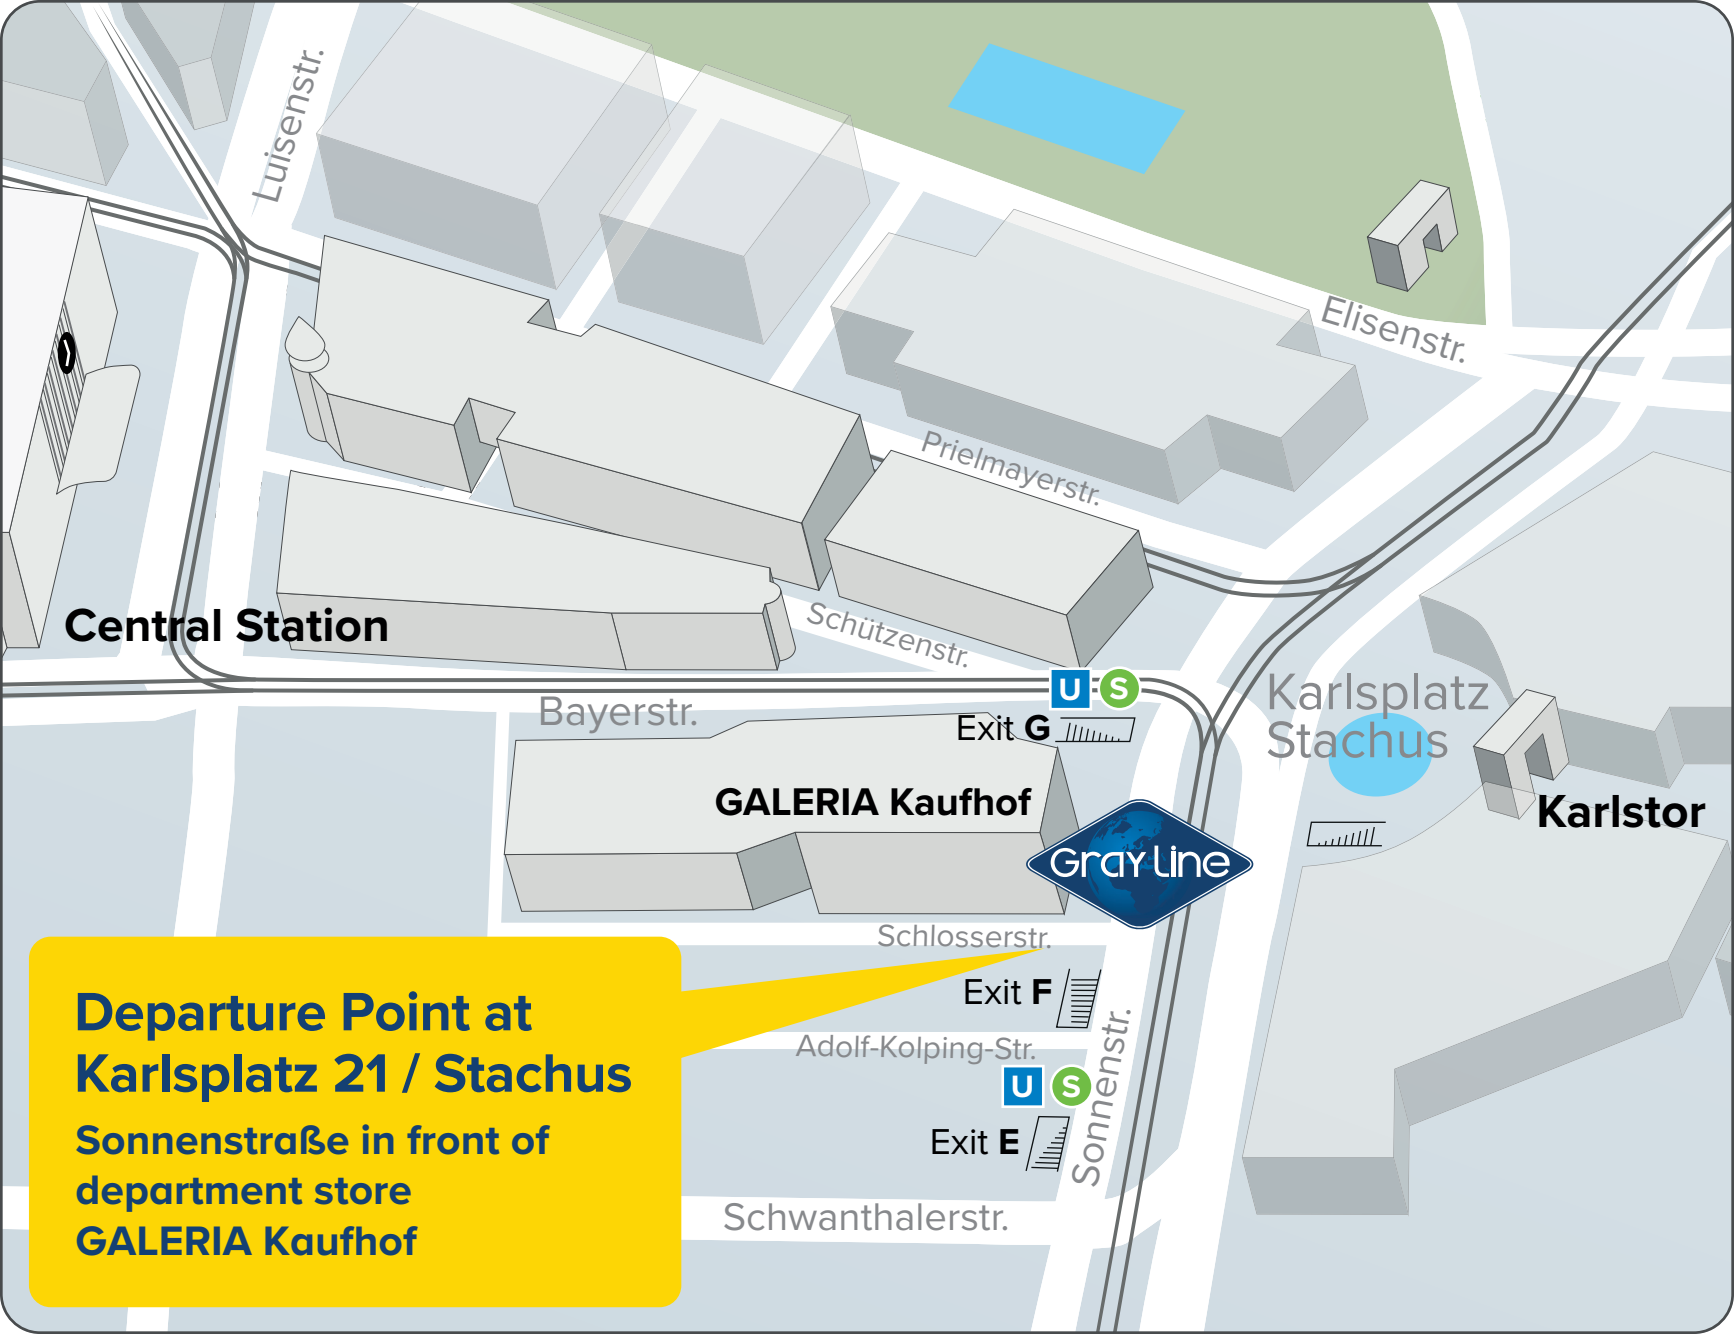 Luisenstr.
Elisenstr.
Prielmayerstr.
Schützenstr.
Central Station
Bayerstr.
U S
Exit G
Karlsplatz
Stachus
GALERIA Kaufhof
Karlstor
Gray Line
Schlosserstr.
Exit F
Adolf-Kolping-Str.
U S
Sonnenstr.
Exit E
Schwanthalerstr.
Departure Point at
Karlsplatz 21 / Stachus
Sonnenstraße in front of
department store
GALERIA Kaufhof